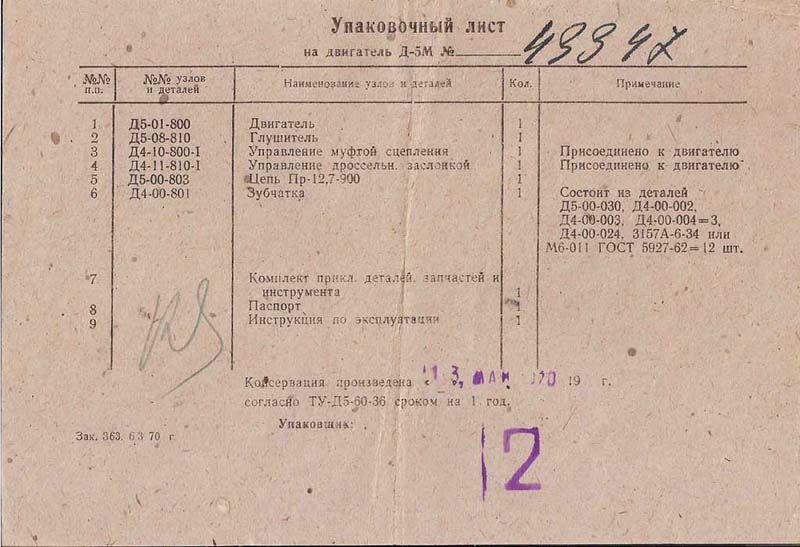 Упаковочный лист
на двигатель Д-5М № 49947
№№ п.п. №№ узлов и деталей Наименование узлов и деталей Кол. Примечание
1 Д5-01-800 Двигатель 1
2 Д5-08-810 Глушитель 1
3 Д4-10-800-I Управление муфтой сцепления 1 Присоединено к двигателю
4 Д4-11-810-I Управление дроссельн. заслонкой 1 Присоединено к двигателю
5 Д5-00-803 Цепь Пр-12,7-900 1
6 Д4-00-801 Зубчатка 1 Состоит из деталей
Д5-00-030, Д4-00-002,
Д4-00-003, Д4-00-004=3,
Д4-00-024, 3157А-6-34 или
М6-011 ГОСТ 5927-62=12 шт.
7 Комплект прикл. деталей, запчастей и
инструмента 1
8 Паспорт 1
9 Инструкция по эксплуатации 1
Консервация произведена « 13 », МАЙ 19 г.
согласно ТУ-Д5-60-36 сроком на 1 год.
Упаковщик:
Зак. 363. 6 3 70 г.
12